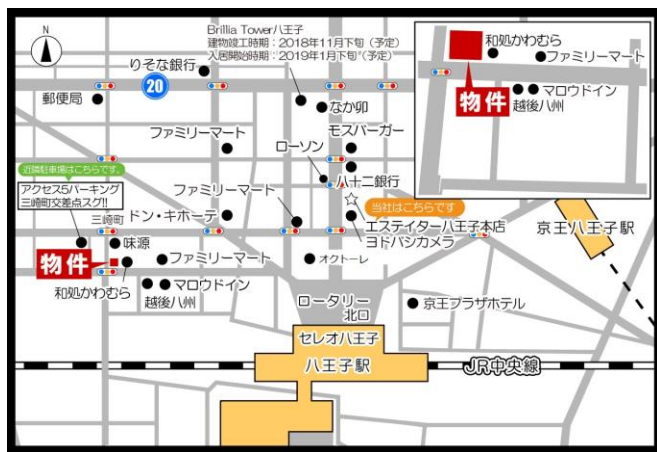 N
Brillia Tower八王子
建物竣工時期：2018年11月下旬（予定）
入居開始時期：2019年1月下旬（予定）
りそな銀行
20
郵便局
なか卯
ファミリーマート
モスバーガー
ローソン
八十二銀行
近隣駐車場はこちらです。
アクセス5パーキング
三崎町交差点スグ!!
ファミリーマート
当社はこちらです
三崎町
ドン・キホーテ
エステイター八王子本店
ヨドバシカメラ
味源
物件
ファミリーマート
オクトーレ
和処かわむら
マロウドイン
越後八州
ロータリー
北口
京王プラザホテル
セレオ八王子
八王子駅
JR中央線
京王八王子駅
和処かわむら
ファミリーマート
物件
マロウドイン
越後八州